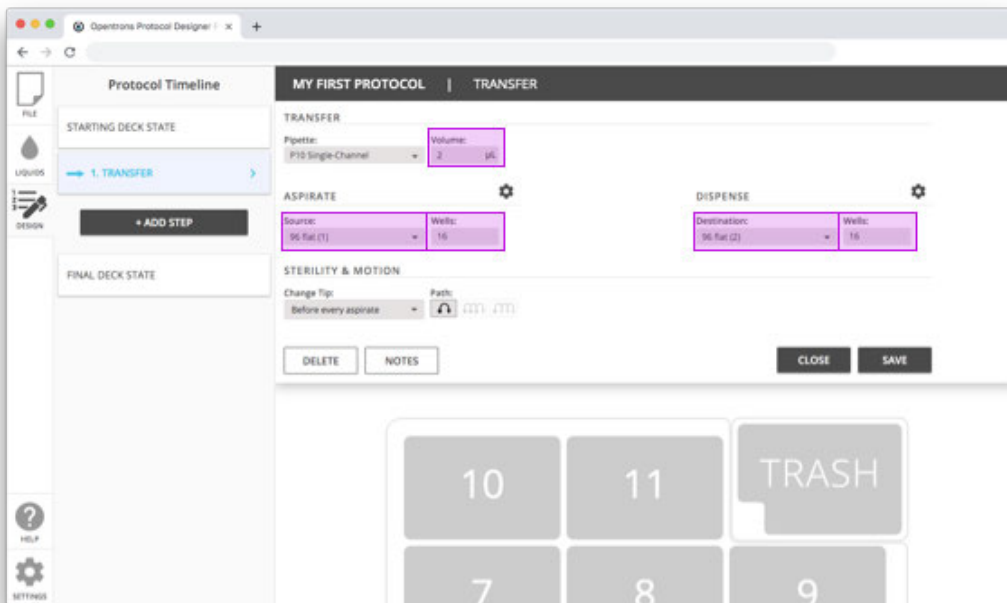 Opentrons Protocol Designer
FILE
LIQUIDS
DESIGN
HELP
SETTINGS
Protocol Timeline
STARTING DECK STATE
1. TRANSFER
+ ADD STEP
FINAL DECK STATE
MY FIRST PROTOCOL | TRANSFER
TRANSFER
Pipette: Volume:
P10 Single-Channel 2 µL
ASPIRATE DISPENSE
Source: Wells: Destination: Wells:
96 flat (1) 16 96 flat (2) 16
STERILITY & MOTION
Change Tip: Path:
Before every aspirate
DELETE NOTES CLOSE SAVE
10 11 TRASH
7 8 9